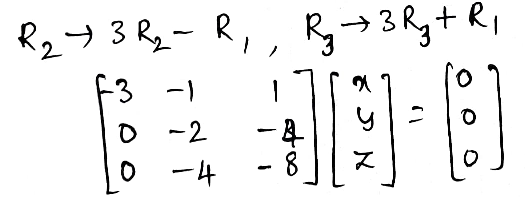 R₂ → 3R₂ - R₁, R₃ → 3R₃ + R₁
[-3 -1 1] [x] = [0]
[0 -2 -4] [y] [0]
[0 -4 -8] [z] [0]